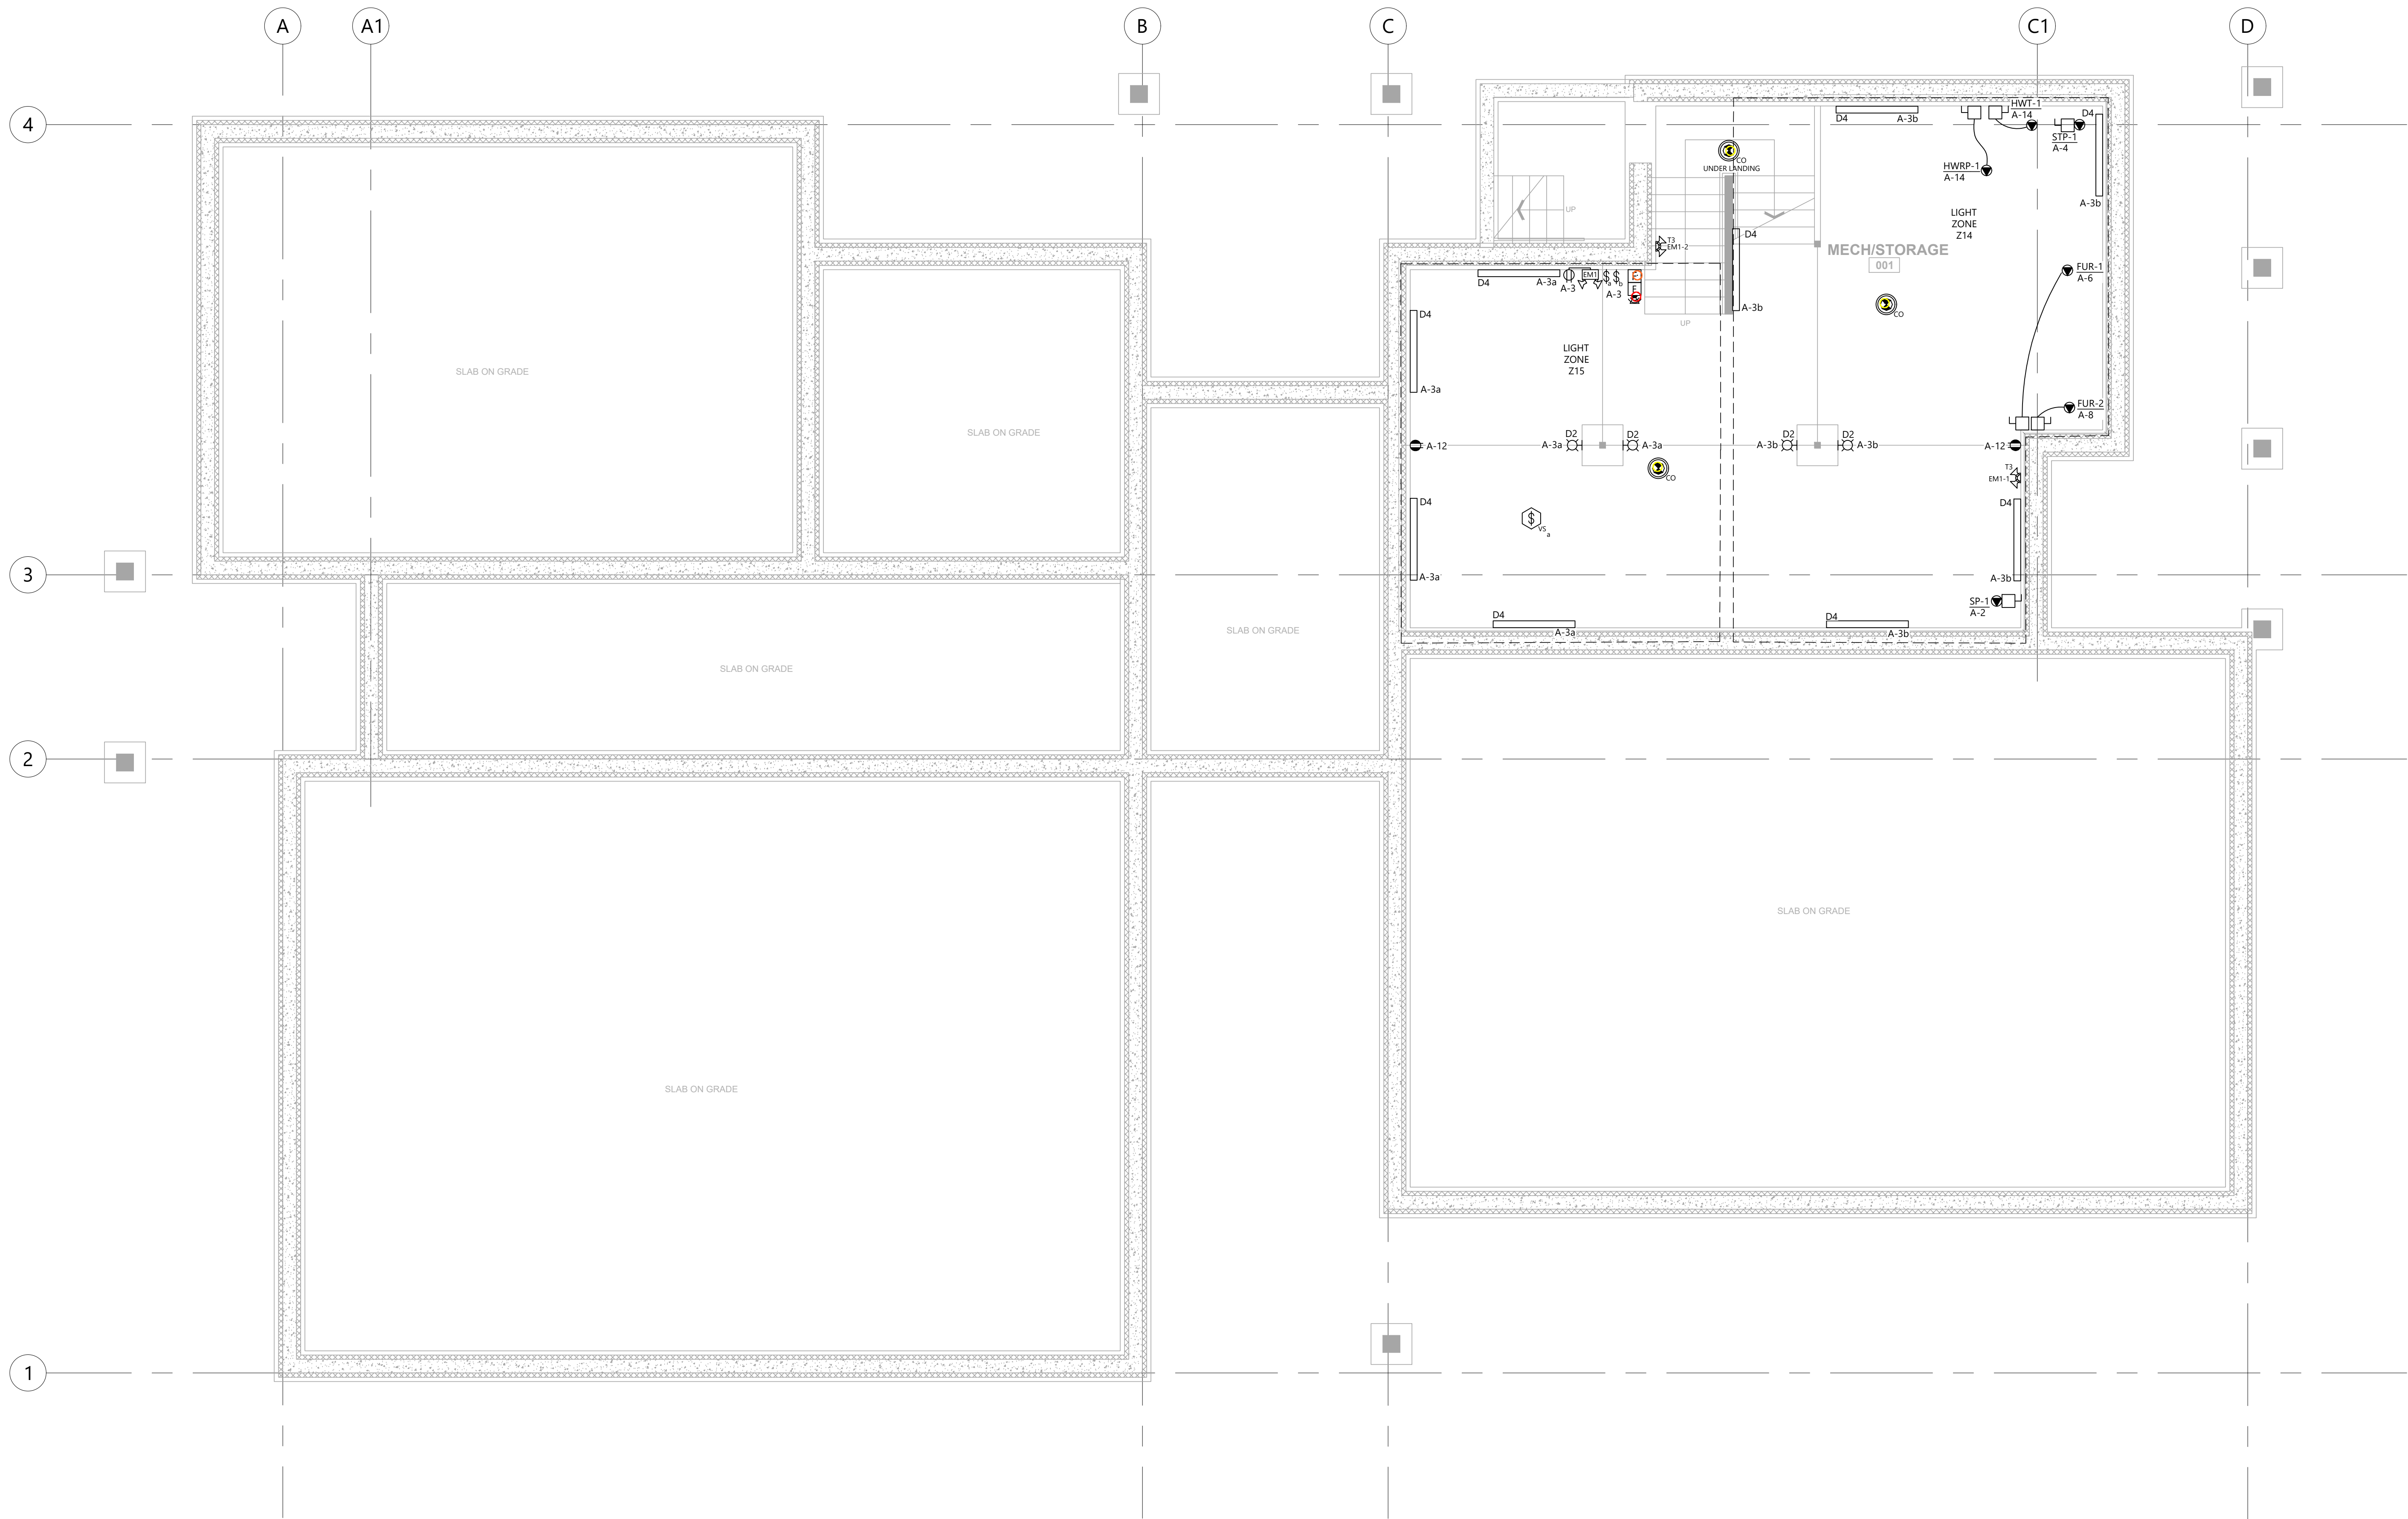 A
A1
B
C
C1
D
4
HWT-1
A-14
D4
A-3b
D4
STP-1
A-4
CO
UNDER LANDING
HWRP-1
A-14
A-3b
UP
LIGHT
ZONE
Z14
D4
T3
EM1-2
MECH/STORAGE
001
FUR-1
A-6
D4
A-3a
A-3
EM1
$a
$b
A-3
F
F
A-3b
CO
D4
UP
LIGHT
ZONE
Z15
SLAB ON GRADE
A-3a
FUR-2
A-8
SLAB ON GRADE
A-12
D2
A-3a
D2
A-3a
D2
A-3b
D2
A-3b
A-12
CO
T3
EM1-1
D4
D4
$
VS
a
3
A-3a
A-3b
SP-1
A-2
D4
A-3a
D4
A-3b
SLAB ON GRADE
SLAB ON GRADE
2
SLAB ON GRADE
SLAB ON GRADE
1